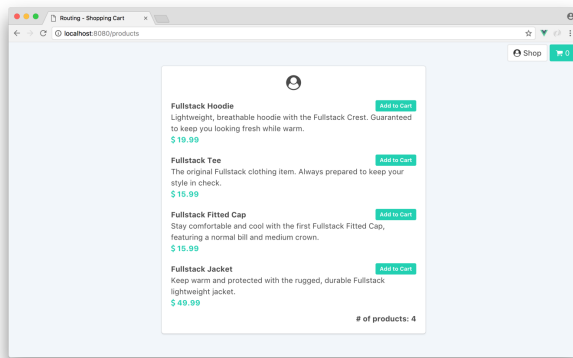 Routing - Shopping Cart
localhost:8080/products
Shop
0
Fullstack Hoodie
Add to Cart
Lightweight, breathable hoodie with the Fullstack Crest. Guaranteed
to keep you looking fresh while warm.
$19.99
Fullstack Tee
Add to Cart
The original Fullstack clothing item. Always prepared to keep your
style in check.
$15.99
Fullstack Fitted Cap
Add to Cart
Stay comfortable and cool with the first Fullstack Fitted Cap,
featuring a normal bill and medium crown.
$15.99
Fullstack Jacket
Add to Cart
Keep warm and protected with the rugged, durable Fullstack
lightweight jacket.
$49.99
# of products: 4